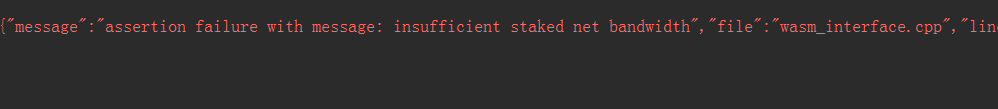 {"message":"assertion failure with message: insufficient staked net bandwidth","file":"wasm_interface.cpp","lin